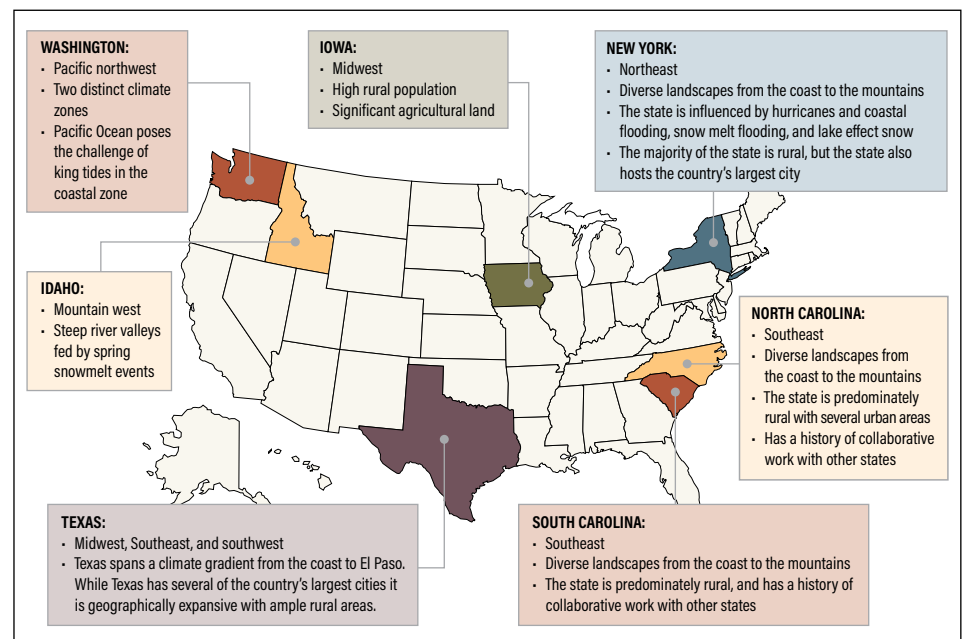 WASHINGTON:
· Pacific northwest
· Two distinct climate
zones
· Pacific Ocean poses
the challenge of
king tides in the
coastal zone
IOWA:
· Midwest
· High rural population
· Significant agricultural land
NEW YORK:
· Northeast
· Diverse landscapes from the coast to the mountains
· The state is influenced by hurricanes and coastal
flooding, snow melt flooding, and lake effect snow
· The majority of the state is rural, but the state also
hosts the country’s largest city
IDAHO:
· Mountain west
· Steep river valleys
fed by spring
snowmelt events
NORTH CAROLINA:
· Southeast
· Diverse landscapes from
the coast to the mountains
· The state is predominately
rural with several urban areas
· Has a history of collaborative
work with other states
TEXAS:
· Midwest, Southeast, and southwest
· Texas spans a climate gradient from the coast to El Paso.
While Texas has several of the country’s largest cities it
is geographically expansive with ample rural areas.
SOUTH CAROLINA:
· Southeast
· Diverse landscapes from the coast to the mountains
· The state is predominately rural, and has a history of
collaborative work with other states